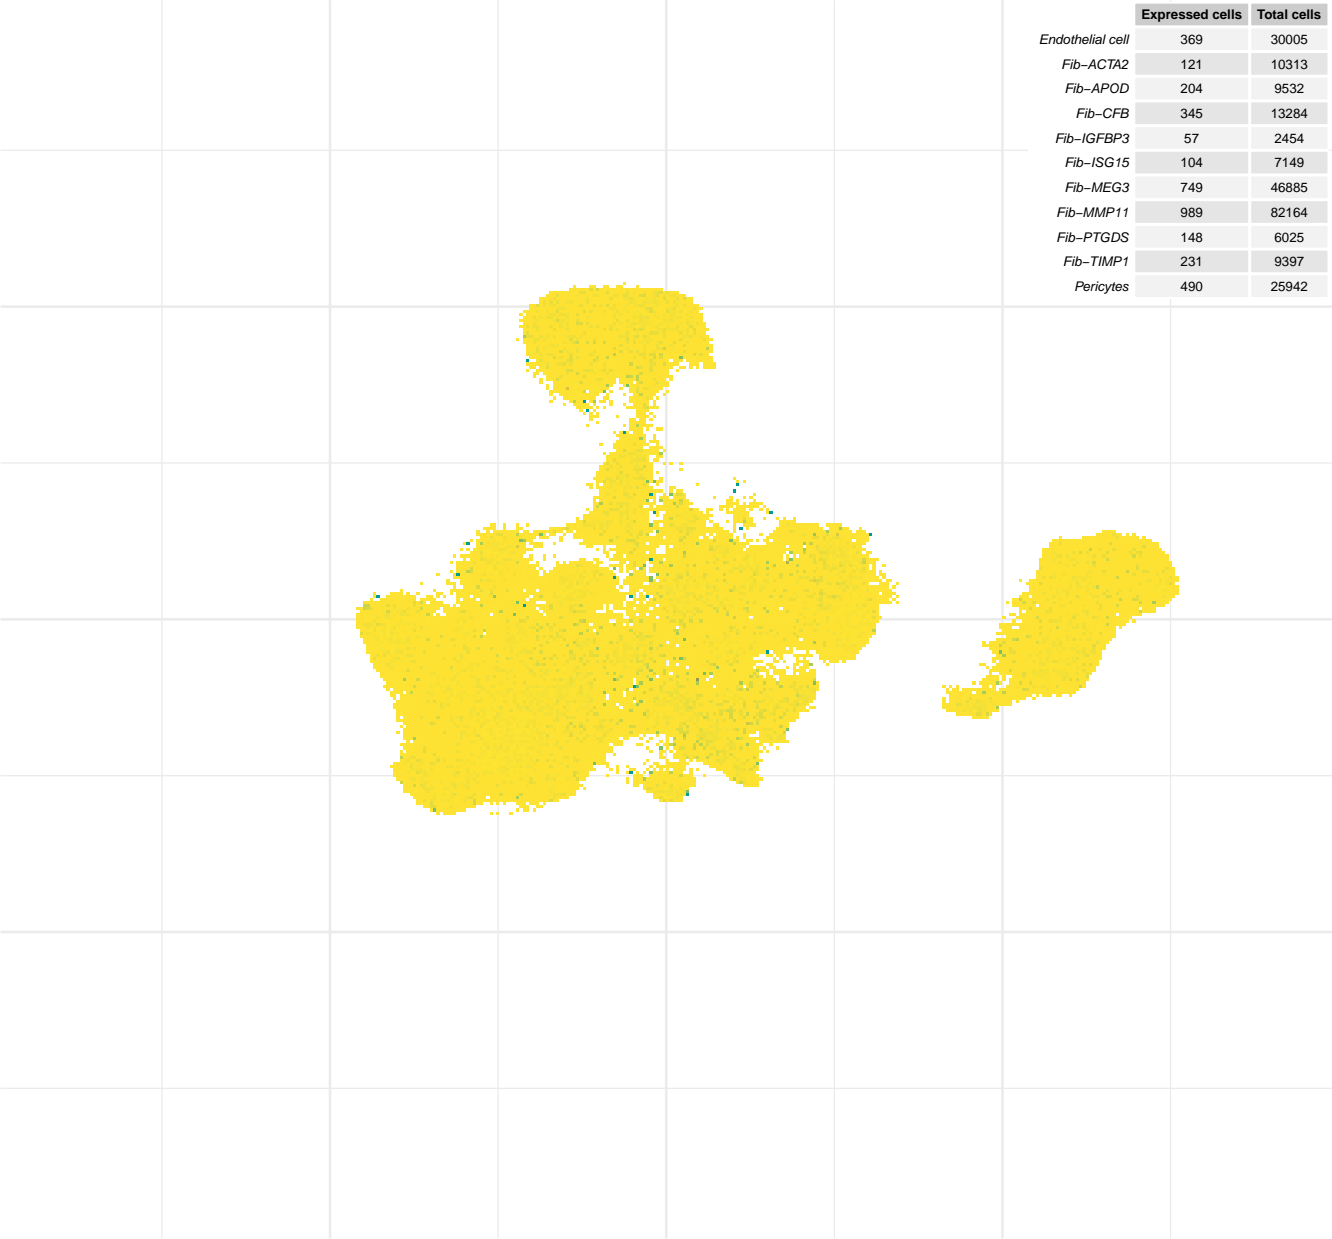 Expressed cells Total cells
Endothelial cell 369 30005
Fib−ACTA2 121 10313
Fib−APOD 204 9532
Fib−CFB 345 13284
Fib−IGFBP3 57 2454
Fib−ISG15 104 7149
Fib−MEG3 749 46885
Fib−MMP11 989 82164
Fib−PTGDS 148 6025
Fib−TIMP1 231 9397
Pericytes 490 25942